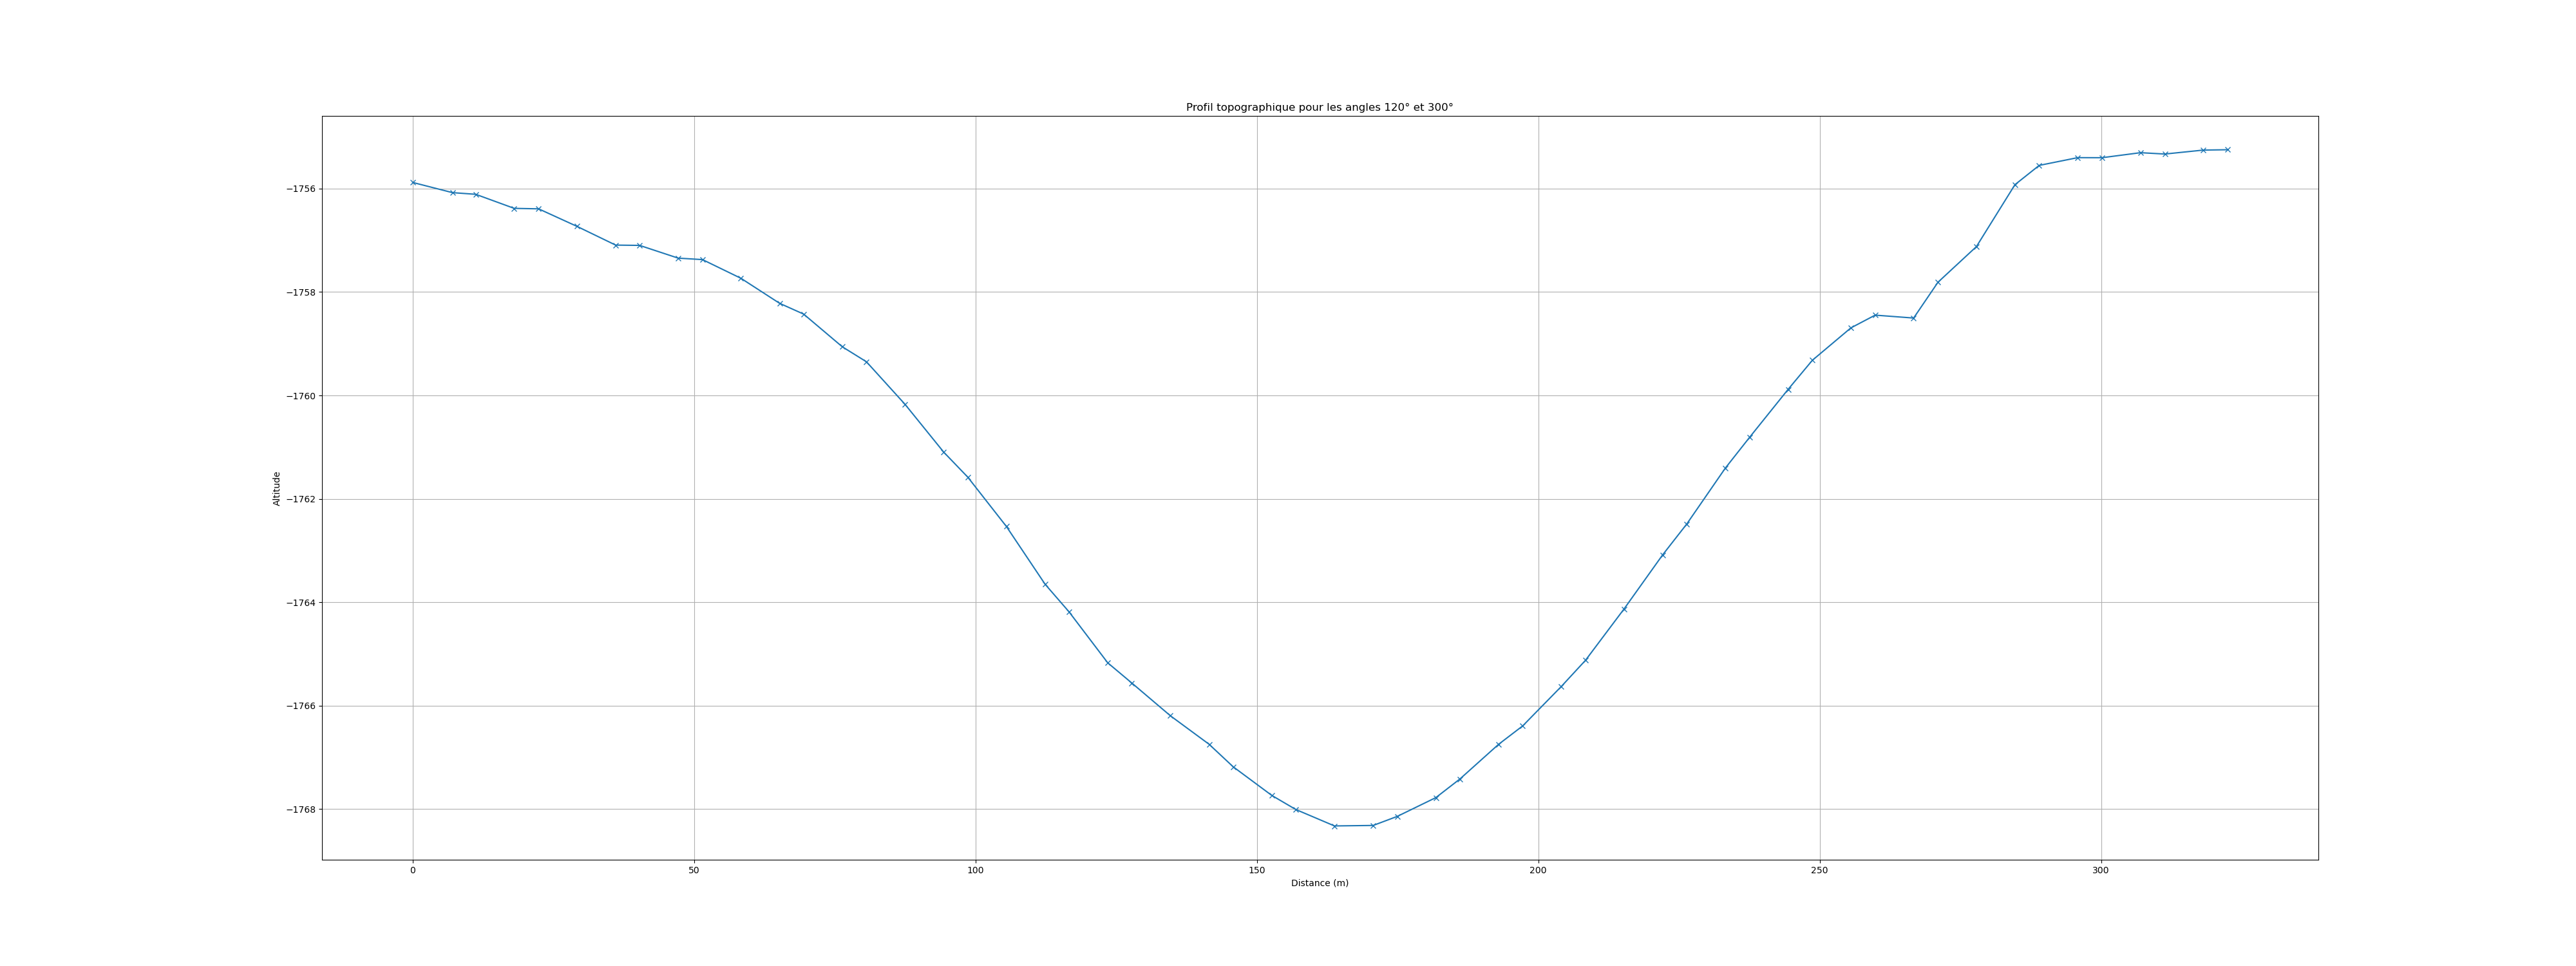 Profil topographique pour les angles 120° et 300°
Altitude
−1756
−1758
−1760
−1762
−1764
−1766
−1768
0 50 100 150 200 250 300
Distance (m)